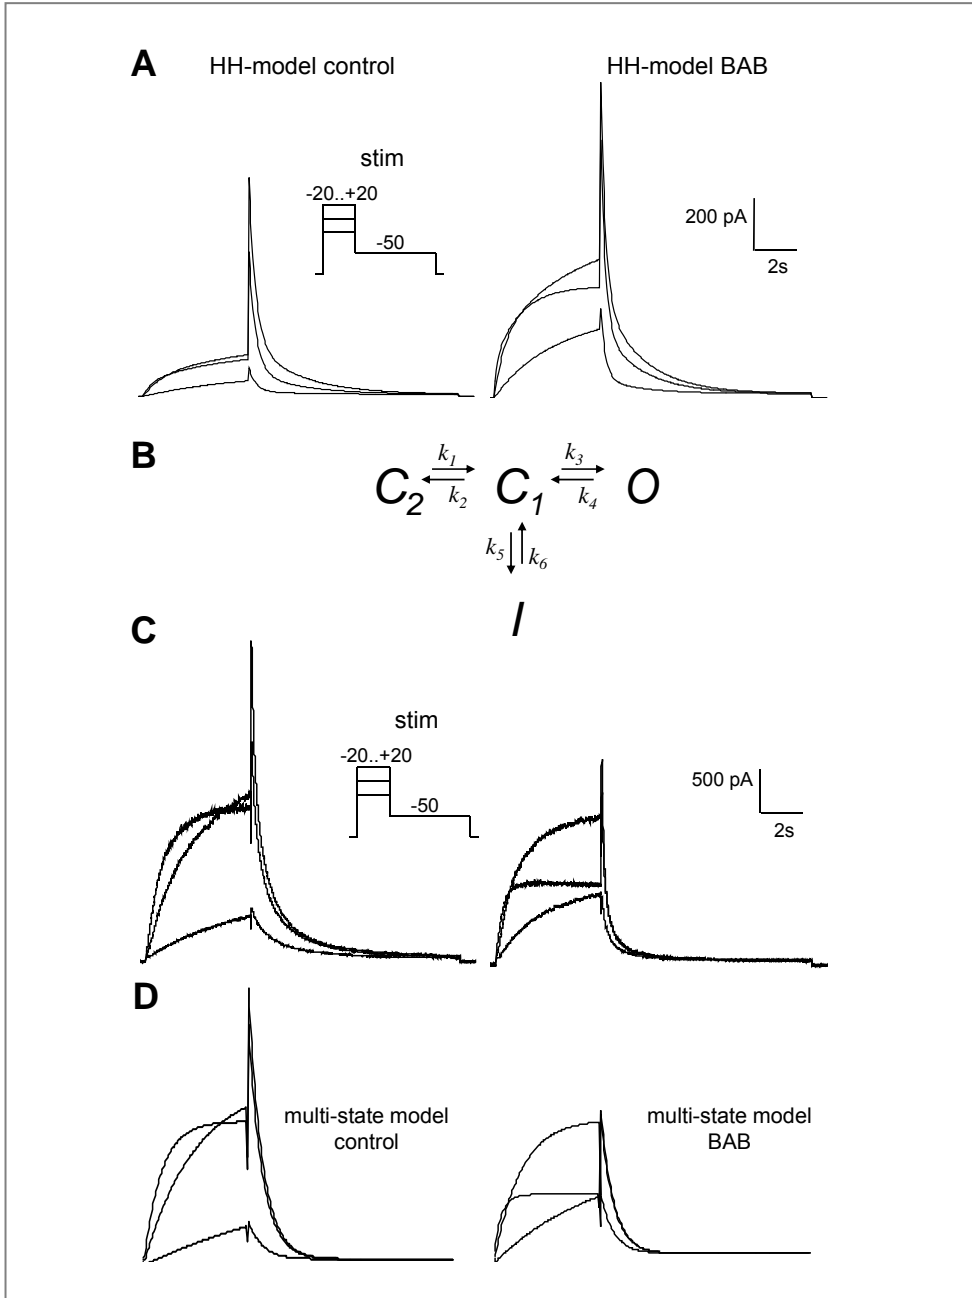 A
HH-model control
HH-model BAB
stim
-20..+20
-50
200 pA
2s
B
k1 k3
C2 C1 O
k2 k4
k5 k6
I
C
stim
-20..+20
-50
500 pA
2s
D
multi-state model
control
multi-state model
BAB